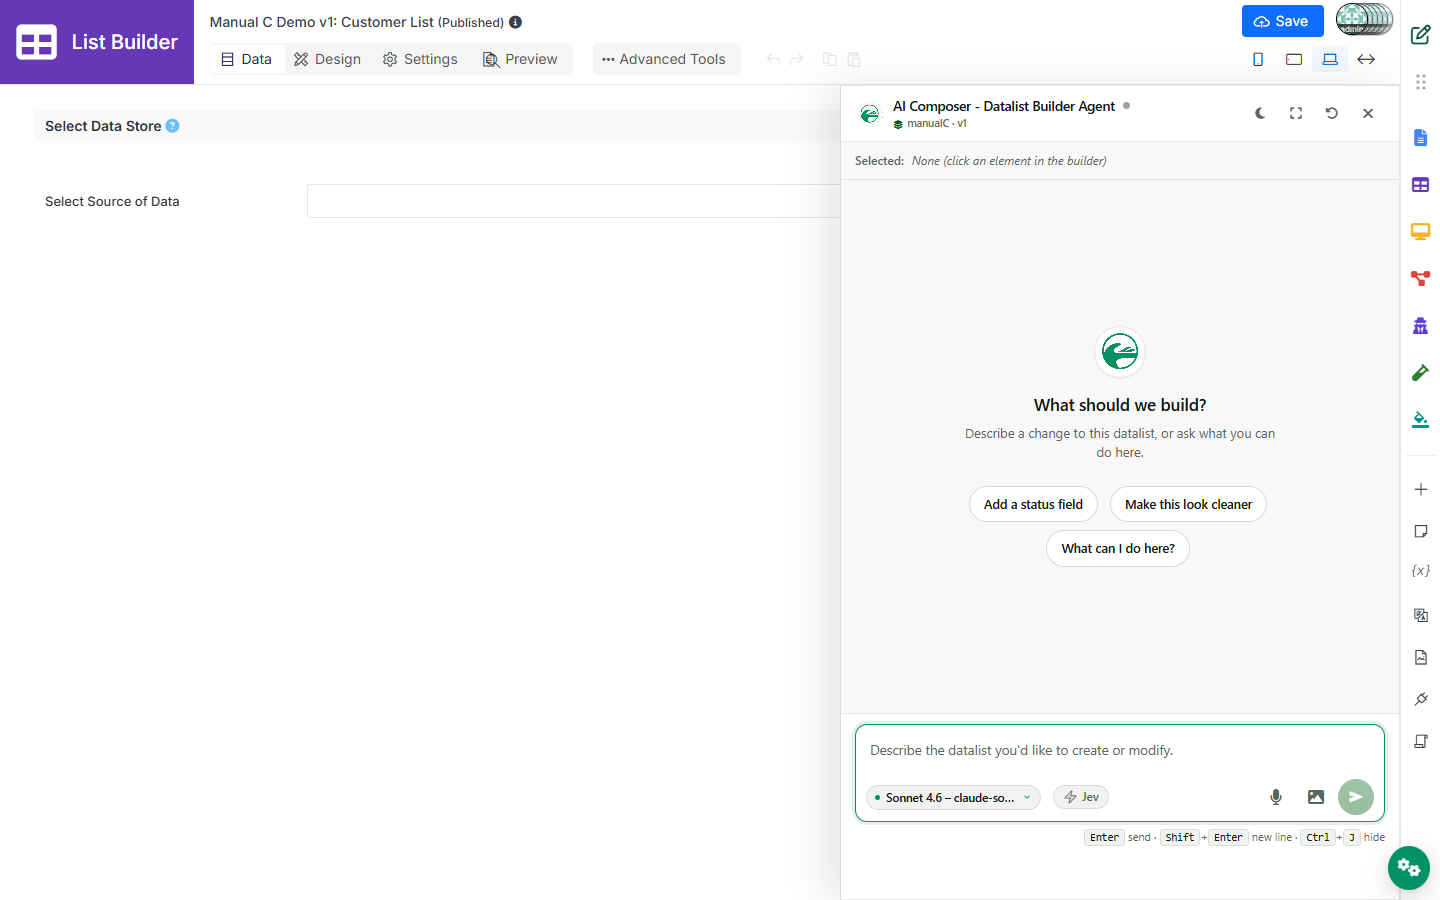 List Builder
Manual C Demo v1: Customer List (Published)
Save
admin
Data
Design
Settings
Preview
Advanced Tools
Select Data Store
Select Source of Data
AI Composer - Datalist Builder Agent
manualC · v1
Selected: None (click an element in the builder)
What should we build?
Describe a change to this datalist, or ask what you can
do here.
Add a status field
Make this look cleaner
What can I do here?
Describe the datalist you'd like to create or modify.
Sonnet 4.6 – claude-so...
Jev
Enter send · Shift + Enter new line · Ctrl + J hide
{x}